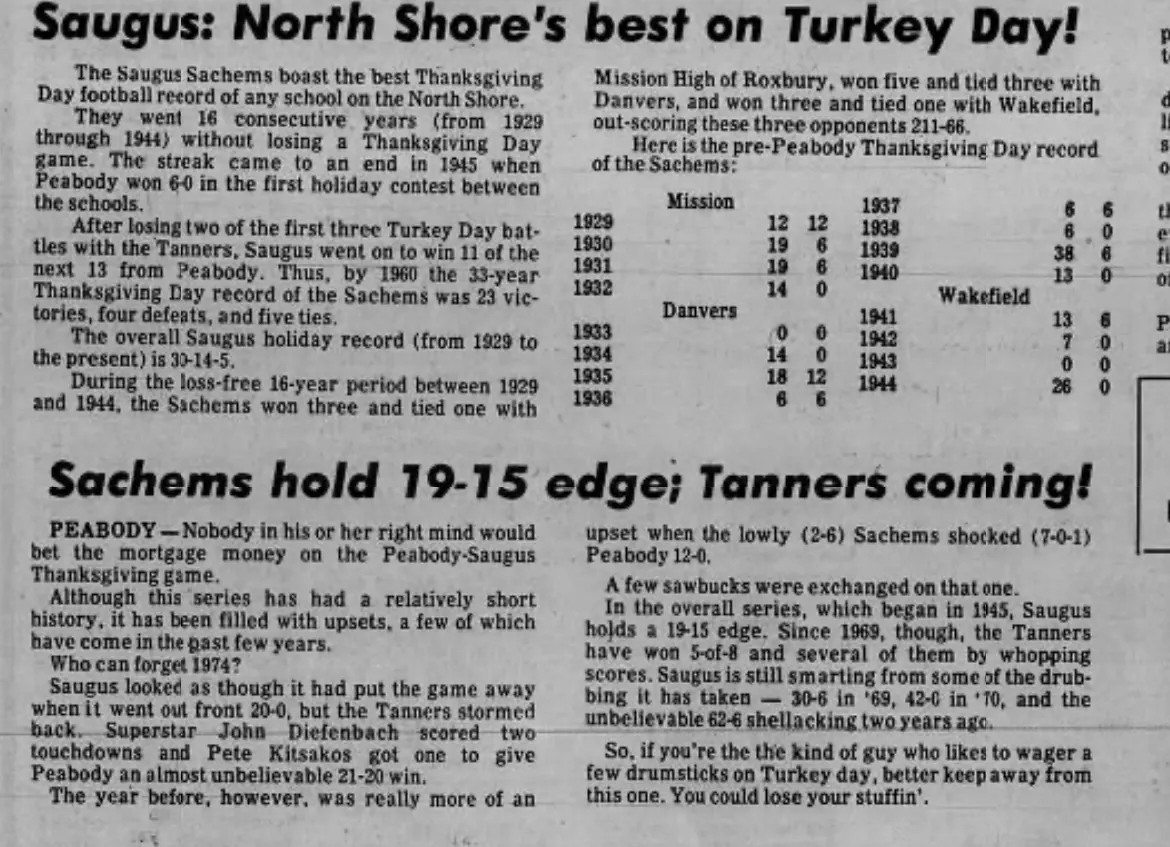 Saugus: North Shore's best on Turkey Day!
The Saugus Sachems boast the best Thanksgiving
Day football record of any school on the North Shore.
They went 16 consecutive years (from 1929
through 1944) without losing a Thanksgiving Day
game. The streak came to an end in 1945 when
Peabody won 6-0 in the first holiday contest between
the schools.
After losing two of the first three Turkey Day bat-
tles with the Tanners, Saugus went on to win 11 of the
next 13 from Peabody. Thus, by 1960 the 33-year
Thanksgiving Day record of the Sachems was 23 vic-
tories, four defeats, and five ties.
The overall Saugus holiday record (from 1929 to
the present) is 30-14-5.
During the loss-free 16-year period between 1929
and 1944, the Sachems won three and tied one with
Mission High of Roxbury, won five and tied three with
Danvers, and won three and tied one with Wakefield,
out-scoring these three opponents 211-66.
Here is the pre-Peabody Thanksgiving Day record
of the Sachems:
Mission
1929 12 12
1930 19 6
1931 19 6
1932 14 0
Danvers
1933 0 0
1934 14 0
1935 18 12
1936 6 6
1937 6 6
1938 6 0
1939 38 6
1940 13 0
Wakefield
1941 13 6
1942 7 0
1943 0 0
1944 26 0
Sachems hold 19-15 edge; Tanners coming!
PEABODY — Nobody in his or her right mind would
bet the mortgage money on the Peabody-Saugus
Thanksgiving game.
Although this series has had a relatively short
history, it has been filled with upsets, a few of which
have come in the past few years.
Who can forget 1974?
Saugus looked as though it had put the game away
when it went out front 20-0, but the Tanners stormed
back. Superstar John Diefenbach scored two
touchdowns and Pete Kitsakos got one to give
Peabody an almost unbelievable 21-20 win.
The year before, however, was really more of an
upset when the lowly (2-6) Sachems shocked (7-0-1)
Peabody 12-0.
A few sawbucks were exchanged on that one.
In the overall series, which began in 1945, Saugus
holds a 19-15 edge. Since 1969, though, the Tanners
have won 5-of-8 and several of them by whopping
scores. Saugus is still smarting from some of the drub-
bing it has taken — 30-6 in '69, 42-0 in '70, and the
unbelievable 62-6 shellacking two years ago.
So, if you're the the kind of guy who likes to wager a
few drumsticks on Turkey day, better keep away from
this one. You could lose your stuffin'.